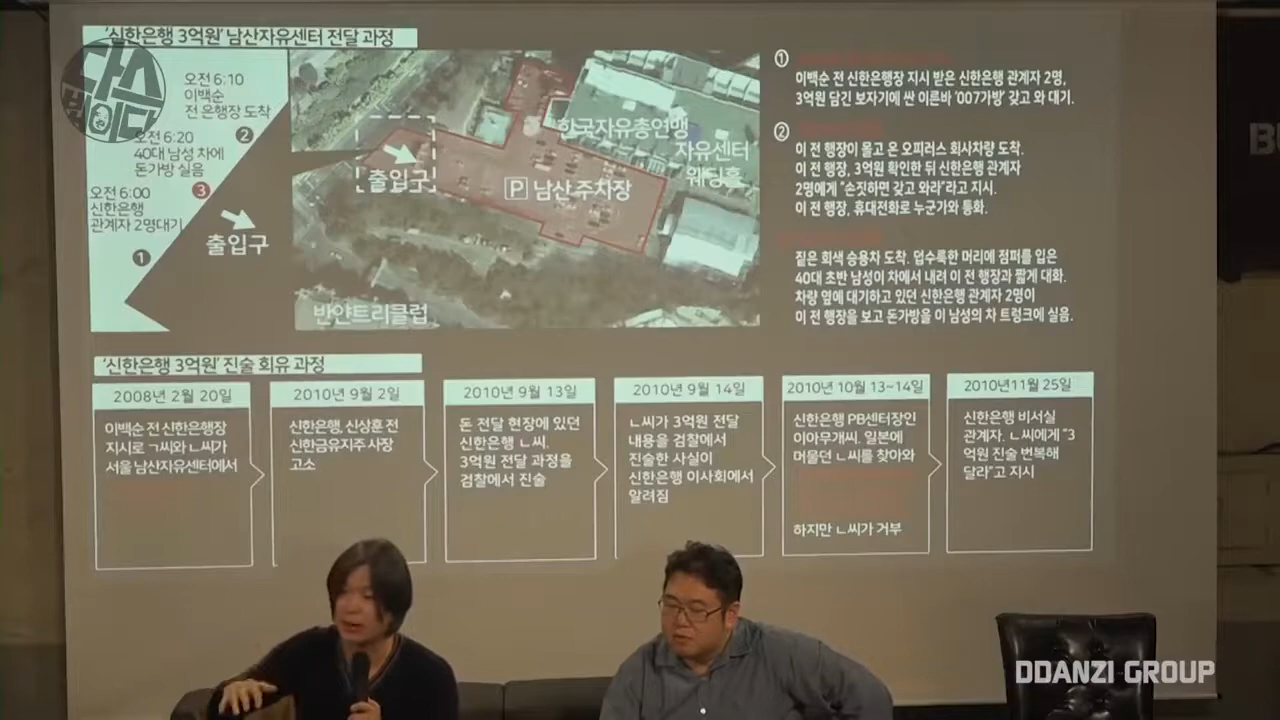 '신한은행 3억원' 남산자유센터 전달 과정
다스
뵈이다
오전 6:10
이백순
전 은행장 도착
오전 6:20
②
40대 남성 차에
돈가방 실음
오전 6:00
③
신한은행
관계자 2명대기
①
출입구
출입구
P 남산 주차장
한국자유총연맹
자유센터
웨딩홀
반얀트리클럽
①
이백순 전 신한은행장 지시 받은 신한은행 관계자 2명,
3억원 담긴 보자기에 싼 이른바 '007가방' 갖고 와 대기.
②
이 전 행장이 몰고 온 오피러스 회사차량 도착.
이 전 행장, 3억원 확인한 뒤 신한은행 관계자
2명에게 "손짓하면 갖고 와라"라고 지시.
이 전 행장, 휴대전화로 누군가와 통화.
짙은 회색 승용차 도착. 덥수룩한 머리에 점퍼를 입은
40대 초반 남성이 차에서 내려 이 전 행장과 짧게 대화.
차량 옆에 대기하고 있던 신한은행 관계자 2명이
이 전 행장을 보고 돈가방을 이 남성의 차 트렁크에 실음.
'신한은행 3억원' 진술 회유 과정
2008년 2월 20일
이백순 전 신한은행장
지시로 ㄱ씨와 ㄴ씨가
서울 남산자유센터에서
2010년 9월 2일
신한은행, 신상훈 전
신한금융지주 사장
고소
2010년 9월 13일
돈 전달 현장에 있던
신한은행 ㄴ씨.
3억원 전달 과정을
검찰에서 진술
2010년 9월 14일
ㄴ씨가 3억원 전달
내용을 검찰에서
진술한 사실이
신한은행 이사회에서
알려짐
2010년 10월 13~14일
신한은행 PB센터장인
이아무개씨. 일본에
머물던 ㄴ씨를 찾아와
하지만 ㄴ씨가 거부
2010년11월 25일
신한은행 비서실
관계자. ㄴ씨에게 "3
억원 진술 번복해
달라"고 지시
DDANZI GROUP